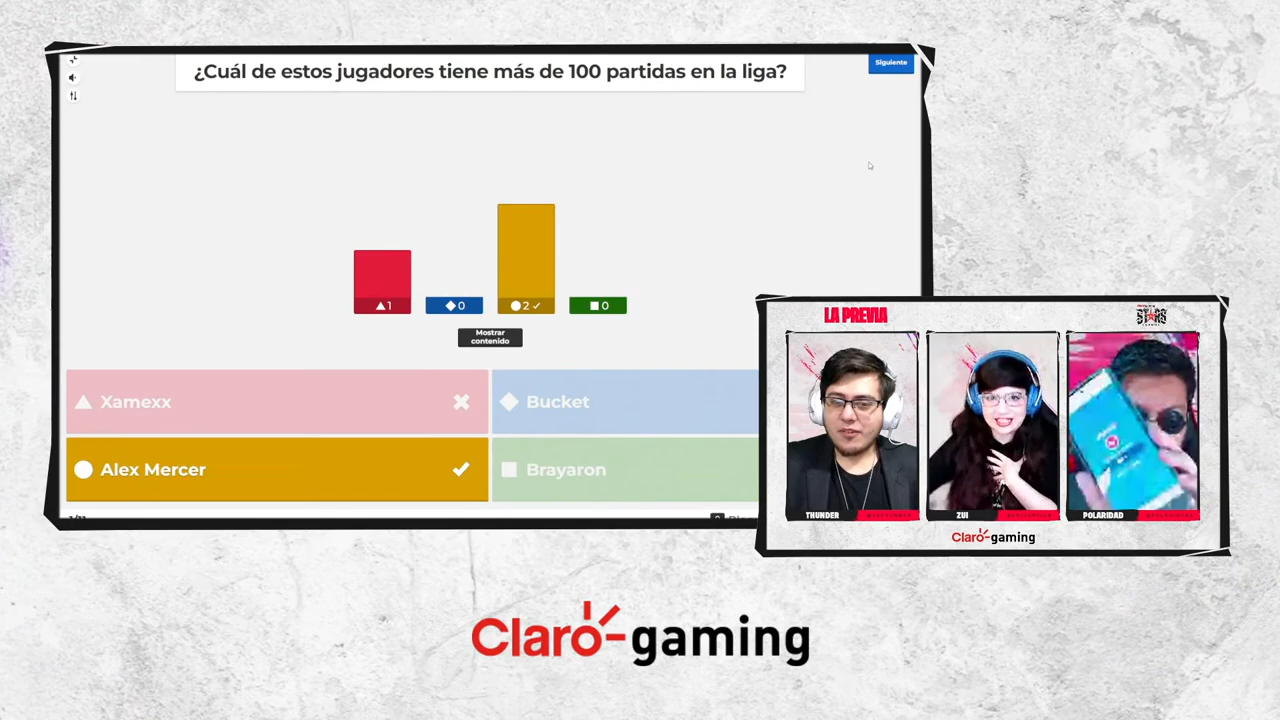 ¿Cuál de estos jugadores tiene más de 100 partidas en la liga?
Siguiente
1
0
2
0
Mostrar
contenido
Xamexx
Bucket
Alex Mercer
Brayaron
LA PREVIA
STARS
THUNDER
ZUI
POLARIDAD
Claro-gaming
Claro-gaming